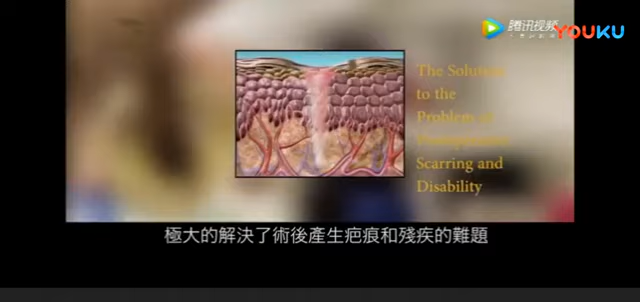 腾讯视频
YOUKU
The Solution
to the
Problem of
Scarring and
Disability
極大的解決了術後產生疤痕和殘疾的難題